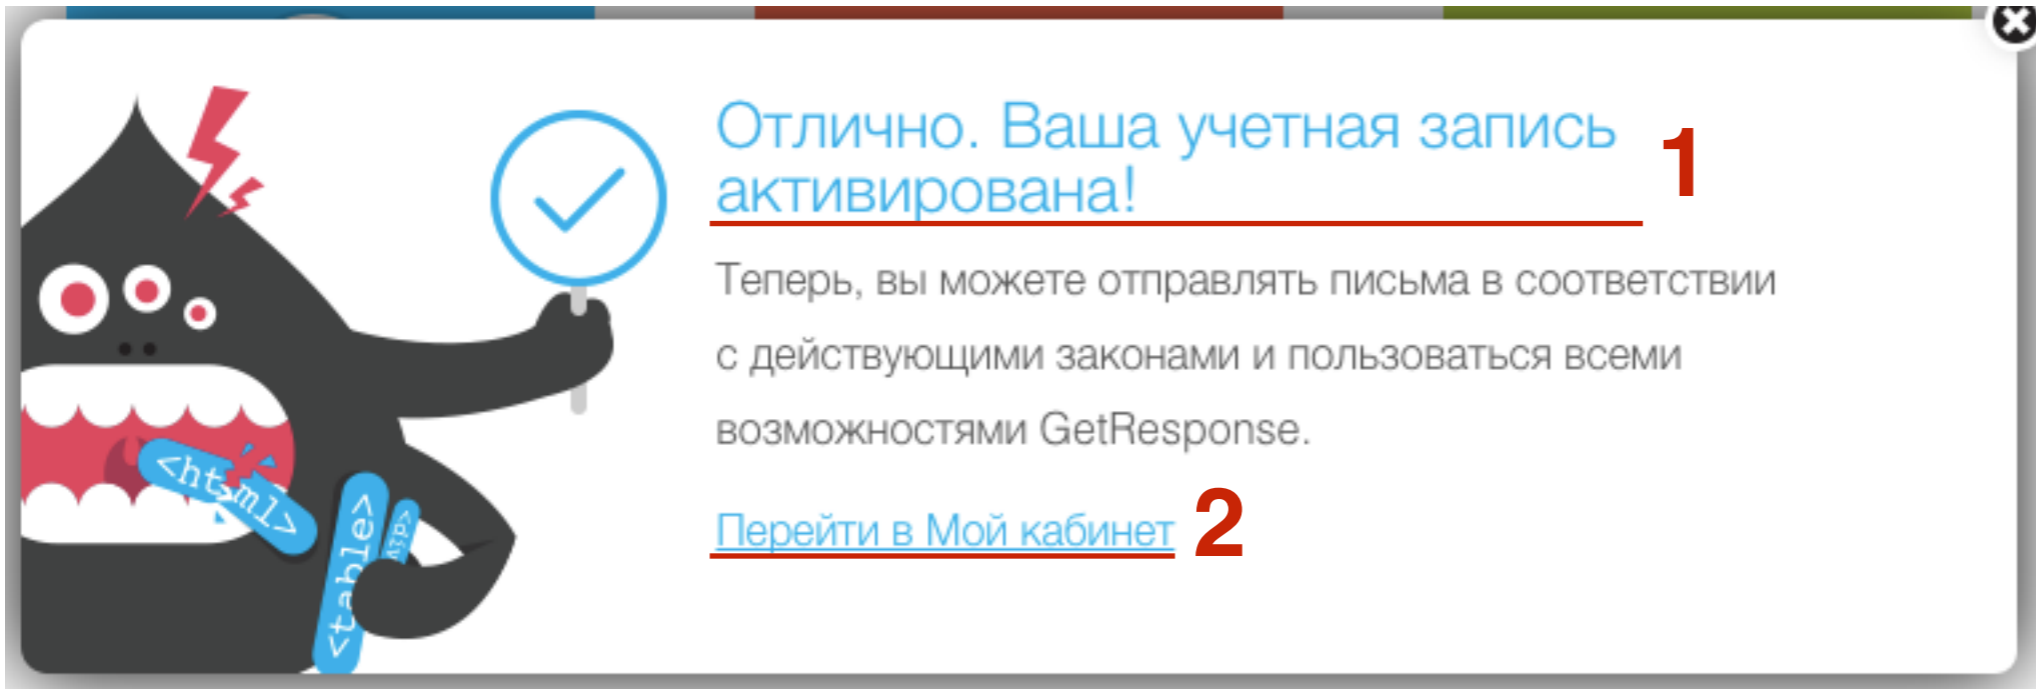 Отлично. Ваша учетная запись 1
активирована!
Теперь, вы можете отправлять письма в соответствии
с действующими законами и пользоваться всеми
возможностями GetResponse.
Перейти в Мой кабинет 2
<html>
<table>
<div>